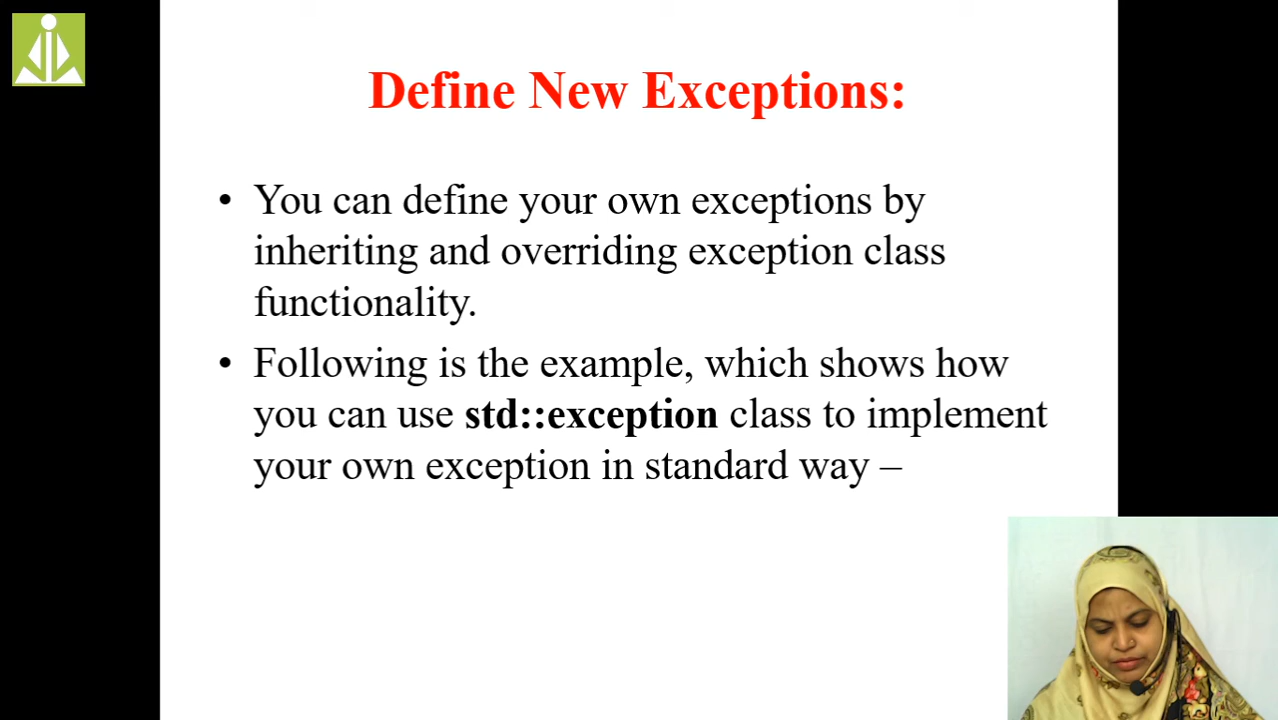 Define New Exceptions:
• You can define your own exceptions by
inheriting and overriding exception class
functionality.
• Following is the example, which shows how
you can use std::exception class to implement
your own exception in standard way –